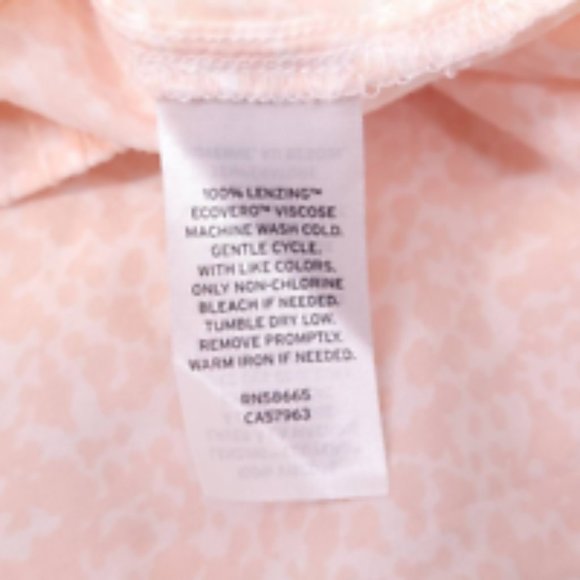 100% LENZING™
ECOVERO™ VISCOSE
MACHINE WASH COLD.
GENTLE CYCLE,
WITH LIKE COLORS,
ONLY NON-CHLORINE
BLEACH IF NEEDED.
TUMBLE DRY LOW.
REMOVE PROMPTLY.
WARM IRON IF NEEDED.
RN58665
CA57963